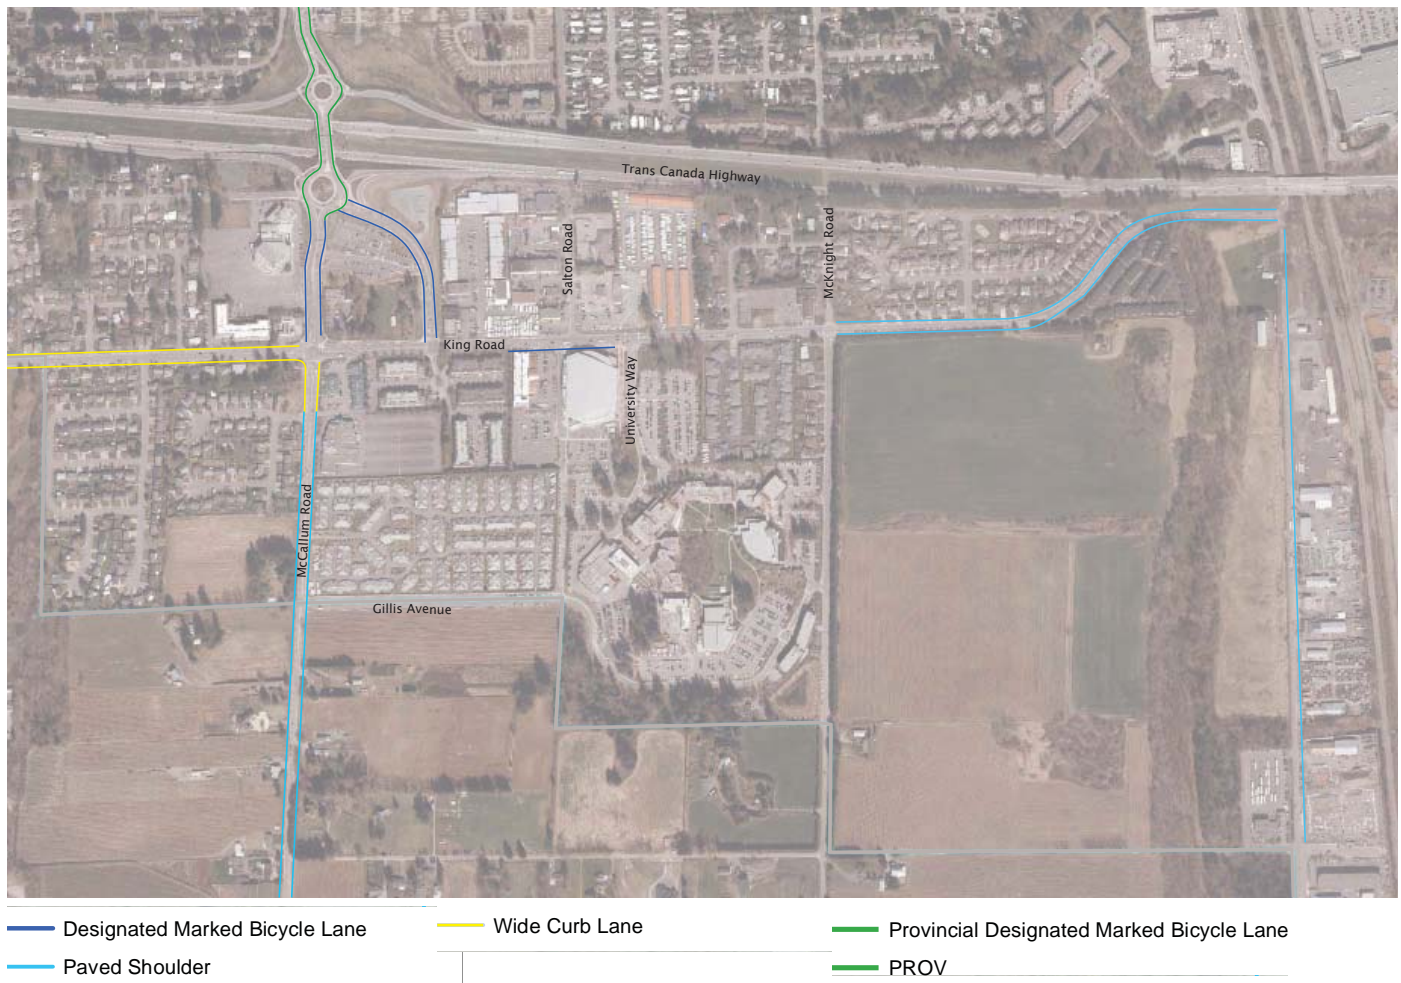 Trans Canada Highway
Salton Road
McKnight Road
King Road
University Way
McCallum Road
Gillis Avenue
Designated Marked Bicycle Lane
Wide Curb Lane
Provincial Designated Marked Bicycle Lane
Paved Shoulder
PROV